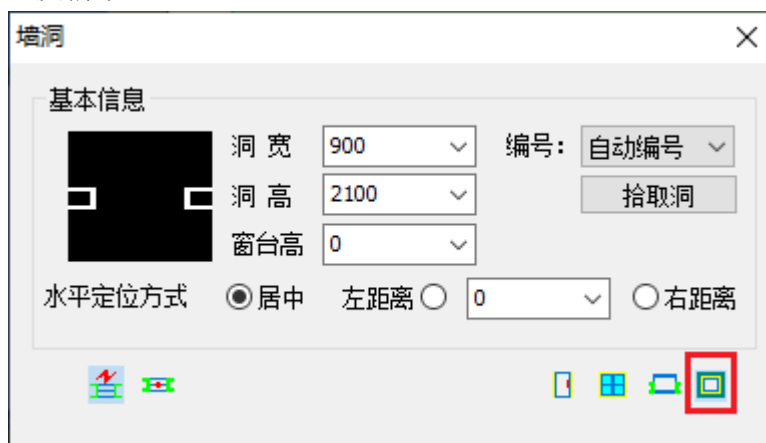 墙洞
基本信息
洞 宽 900 编号: 自动编号
洞 高 2100 拾取洞
窗台高 0
水平定位方式 居中 左距离 0 右距离